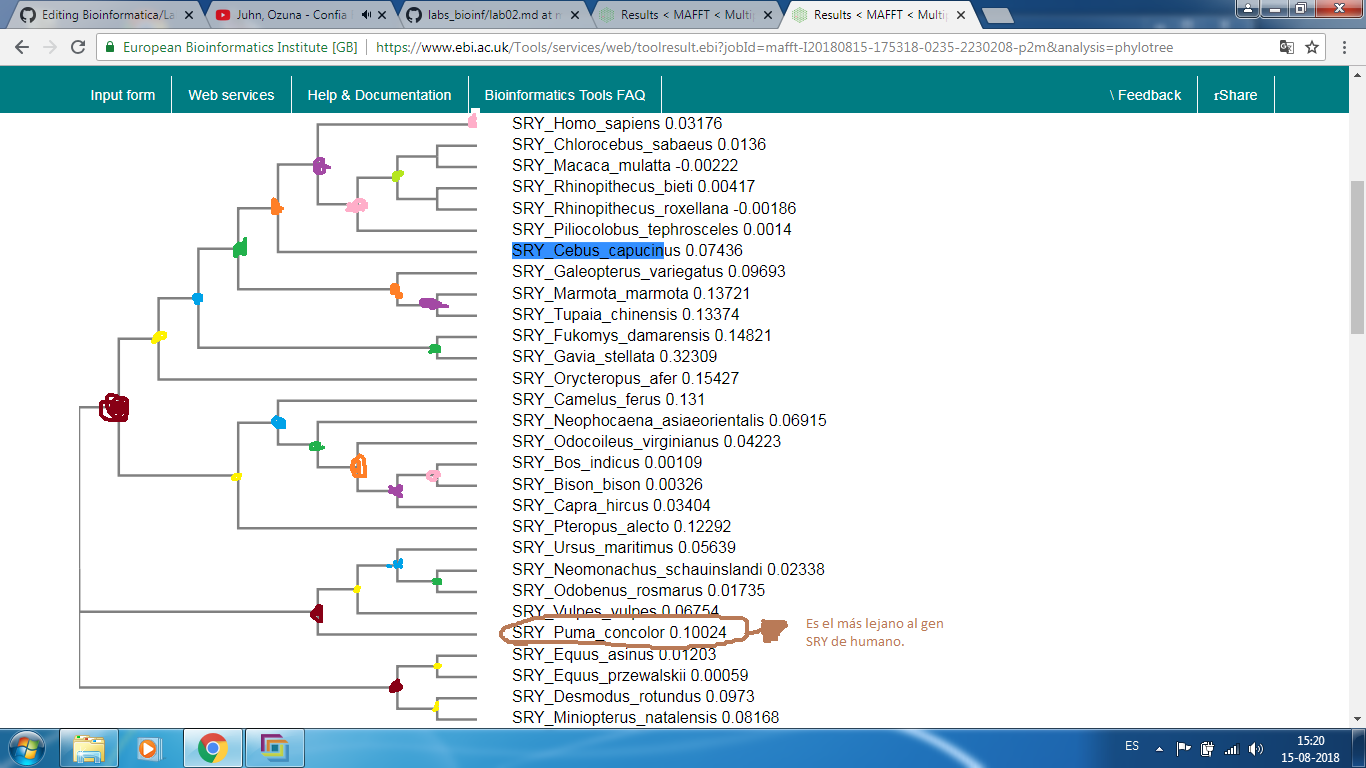 Editing Bioinformatica/La
Juhn, Ozuna - Confia
labs_bioinf/lab02.md at m
Results < MAFFT < Multip
Results < MAFFT < Multip
European Bioinformatics Institute [GB]
https://www.ebi.ac.uk/Tools/services/web/toolresult.ebi?jobId=mafft-I20180815-175318-0235-2230208-p2m&analysis=phylotree
Input form
Web services
Help & Documentation
Bioinformatics Tools FAQ
\ Feedback
rShare
SRY_Homo_sapiens 0.03176
SRY_Chlorocebus_sabaeus 0.0136
SRY_Macaca_mulatta -0.00222
SRY_Rhinopithecus_bieti 0.00417
SRY_Rhinopithecus_roxellana -0.00186
SRY_Piliocolobus_tephrosceles 0.0014
SRY_Cebus_capucinus 0.07436
SRY_Galeopterus_variegatus 0.09693
SRY_Marmota_marmota 0.13721
SRY_Tupaia_chinensis 0.13374
SRY_Fukomys_damarensis 0.14821
SRY_Gavia_stellata 0.32309
SRY_Orycteropus_afer 0.15427
SRY_Camelus_ferus 0.131
SRY_Neophocaena_asiaeorientalis 0.06915
SRY_Odocoileus_virginianus 0.04223
SRY_Bos_indicus 0.00109
SRY_Bison_bison 0.00326
SRY_Capra_hircus 0.03404
SRY_Pteropus_alecto 0.12292
SRY_Ursus_maritimus 0.05639
SRY_Neomonachus_schauinslandi 0.02338
SRY_Odobenus_rosmarus 0.01735
SRY_Vulpes_vulpes 0.06754
SRY_Puma_concolor 0.10024
Es el más lejano al gen
SRY de humano.
SRY_Equus_asinus 0.01203
SRY_Equus_przewalskii 0.00059
SRY_Desmodus_rotundus 0.0973
SRY_Miniopterus_natalensis 0.08168
ES
15:20
15-08-2018